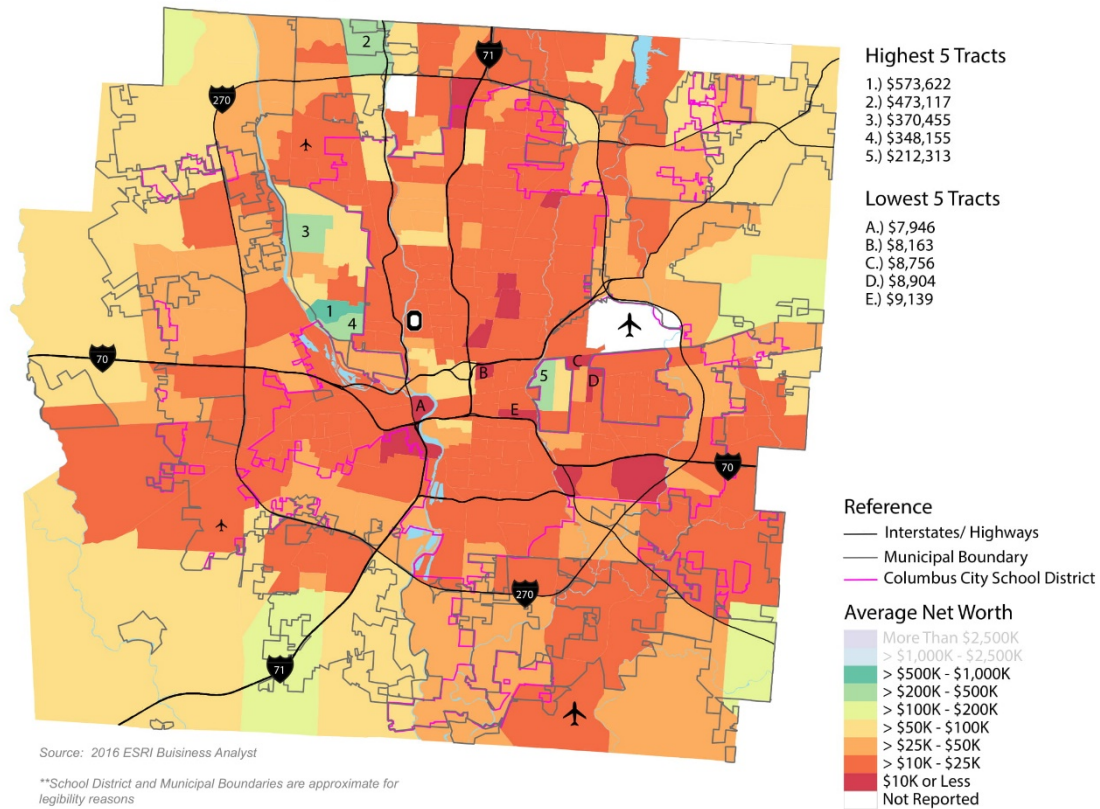 2
71
270
3
1
4
70
5
C
B
D
A
E
70
270
71
Highest 5 Tracts
1.) $573,622
2.) $473,117
3.) $370,455
4.) $348,155
5.) $212,313
Lowest 5 Tracts
A.) $7,946
B.) $8,163
C.) $8,756
D.) $8,904
E.) $9,139
Reference
Interstates/ Highways
Municipal Boundary
Columbus City School District
Average Net Worth
More Than $2,500K
> $1,000K - $2,500K
> $500K - $1,000K
> $200K - $500K
> $100K - $200K
> $50K - $100K
> $25K - $50K
> $10K - $25K
$10K or Less
Not Reported
Source: 2016 ESRI Buisiness Analyst
**School District and Municipal Boundaries are approximate for
legibility reasons